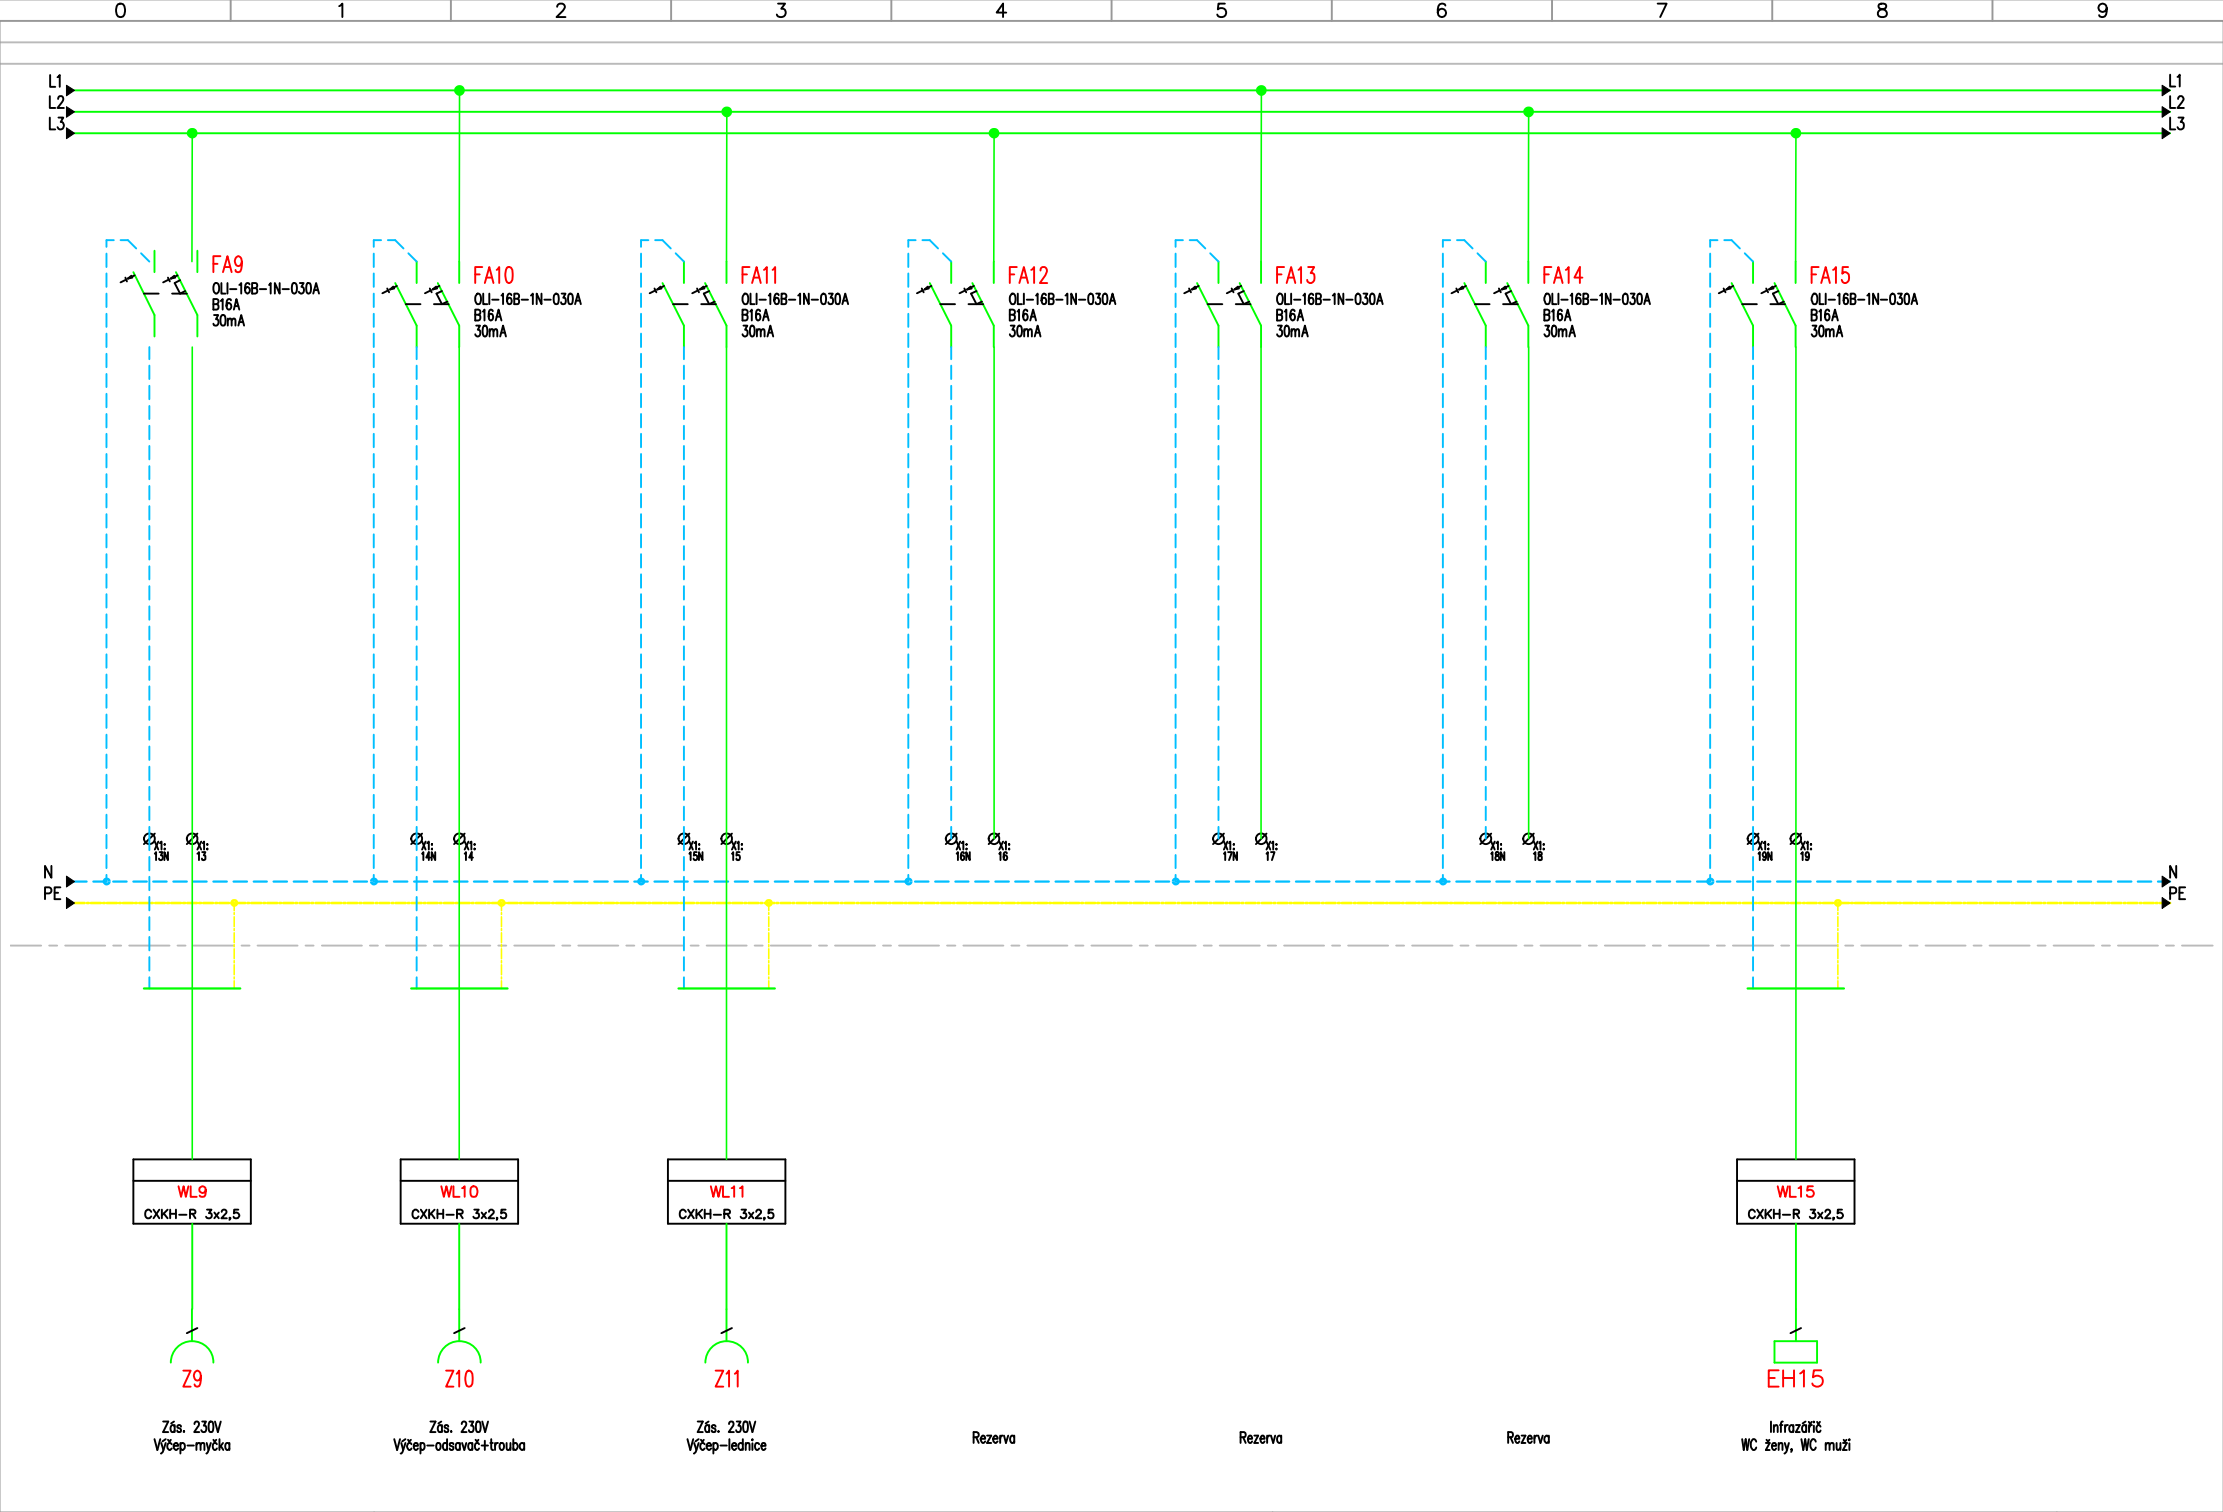 0 1 2 3 4 5 6 7 8 9
L1 L1
L2 L2
L3 L3
FA9
OLI-16B-1N-030A
B16A
30mA
FA10
OLI-16B-1N-030A
B16A
30mA
FA11
OLI-16B-1N-030A
B16A
30mA
FA12
OLI-16B-1N-030A
B16A
30mA
FA13
OLI-16B-1N-030A
B16A
30mA
FA14
OLI-16B-1N-030A
B16A
30mA
FA15
OLI-16B-1N-030A
B16A
30mA
X1: X1: X1: X1: X1: X1: X1: X1: X1: X1: X1: X1: X1: X1:
13N 13 14N 14 15N 15 16N 16 17N 17 18N 18 19N 19
N N
PE PE
WL9
CXKH-R 3x2,5
WL10
CXKH-R 3x2,5
WL11
CXKH-R 3x2,5
WL15
CXKH-R 3x2,5
Z9 Z10 Z11 EH15
Zás. 230V
Výčep-myčka
Zás. 230V
Výčep-odsavač+trouba
Zás. 230V
Výčep-lednice
Rezerva
Rezerva
Rezerva
Infrazářič
WC ženy, WC muži